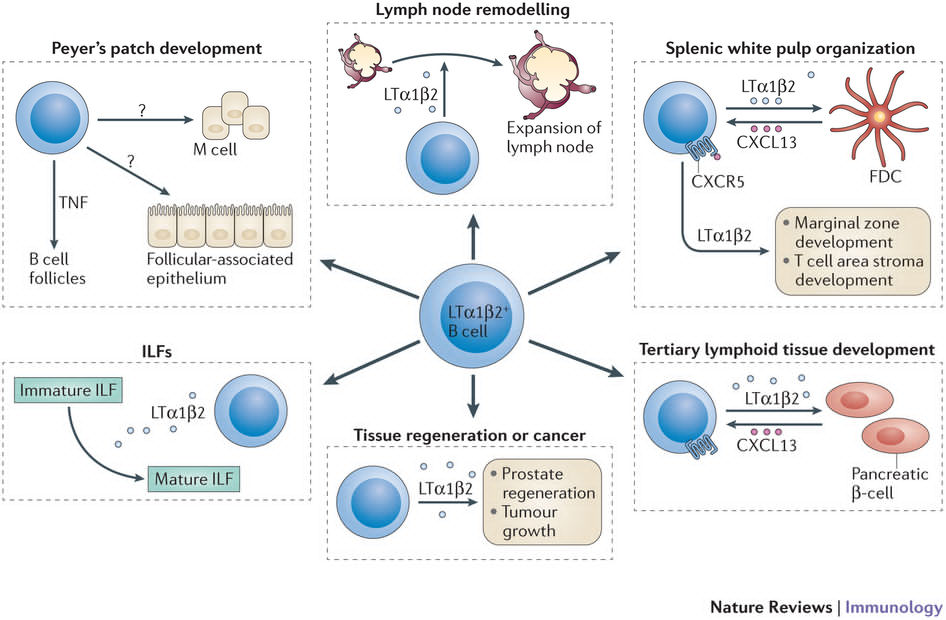 Lymph node remodelling
LTα1β2
Expansion of
lymph node
Peyer's patch development
?
M cell
?
TNF
B cell
follicles
Follicular-associated
epithelium
Splenic white pulp organization
LTα1β2
CXCL13
CXCR5
FDC
LTα1β2
• Marginal zone
development
• T cell area stroma
development
LTα1β2⁺
B cell
ILFs
Immature ILF
LTα1β2
Mature ILF
Tissue regeneration or cancer
LTα1β2
• Prostate
regeneration
• Tumour
growth
Tertiary lymphoid tissue development
LTα1β2
CXCL13
Pancreatic
β-cell
Nature Reviews | Immunology